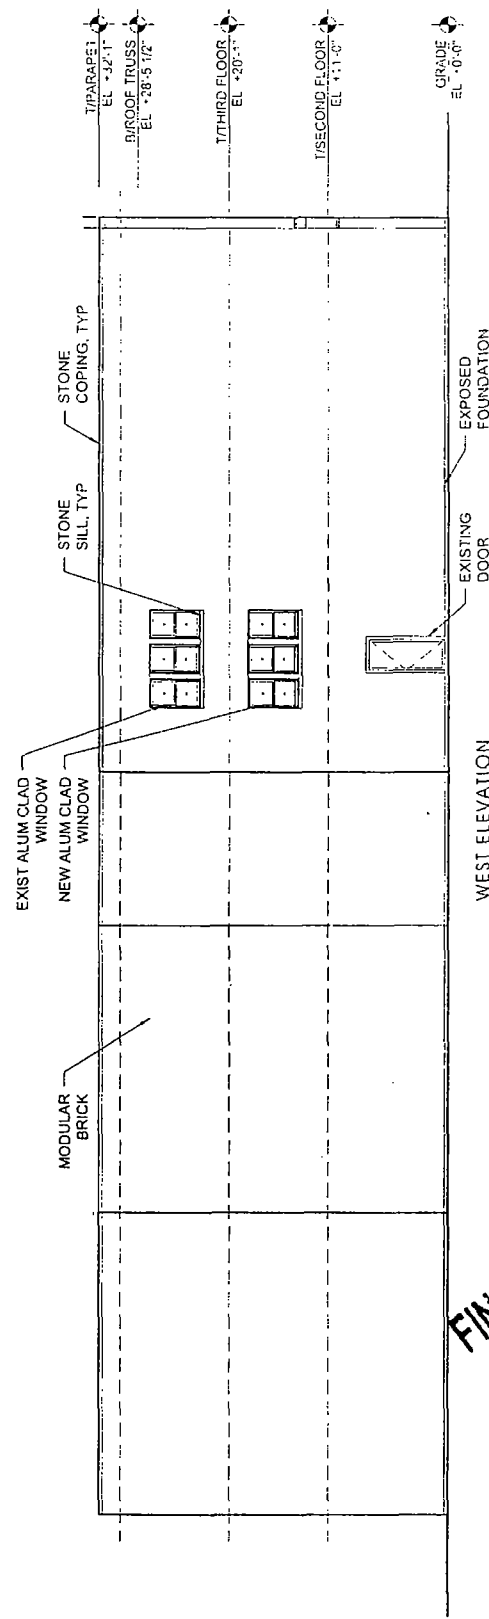 EXIST ALUM CLAD
WINDOW
NEW ALUM CLAD
WINDOW
MODULAR
BRICK
STONE
SILL, TYP
STONE
COPING, TYP
T/PARAPET
EL +32'-1"
B/ROOF TRUSS
EL +28'-5 1/2"
T/THIRD FLOOR
EL +20'-1"
T/SECOND FLOOR
EL +11'-0"
GRADE
EL +0'-0"
EXISTING
DOOR
EXPOSED
FOUNDATION
WEST ELEVATION